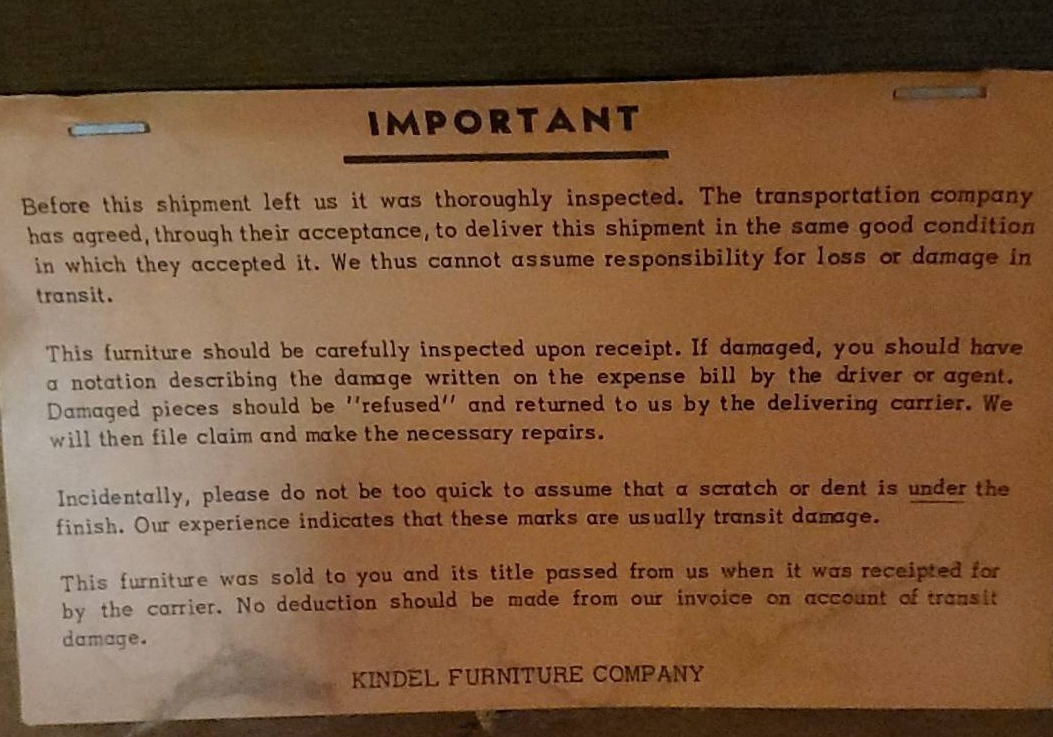 IMPORTANT
Before this shipment left us it was thoroughly inspected. The transportation company
has agreed, through their acceptance, to deliver this shipment in the same good condition
in which they accepted it. We thus cannot assume responsibility for loss or damage in
transit.
This furniture should be carefully inspected upon receipt. If damaged, you should have
a notation describing the damage written on the expense bill by the driver or agent.
Damaged pieces should be "refused" and returned to us by the delivering carrier. We
will then file claim and make the necessary repairs.
Incidentally, please do not be too quick to assume that a scratch or dent is under the
finish. Our experience indicates that these marks are usually transit damage.
This furniture was sold to you and its title passed from us when it was receipted for
by the carrier. No deduction should be made from our invoice on account of transit
damage.
KINDEL FURNITURE COMPANY